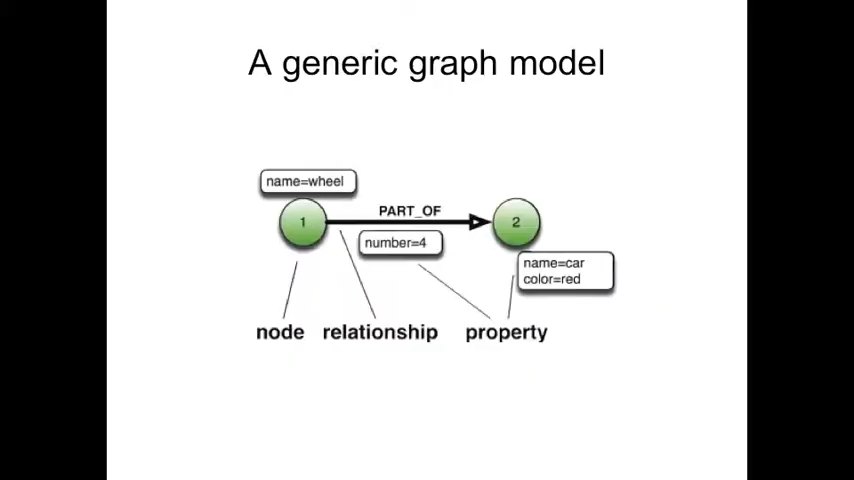 A generic graph model
name=wheel
1
PART_OF
2
number=4
name=car
color=red
node
relationship
property